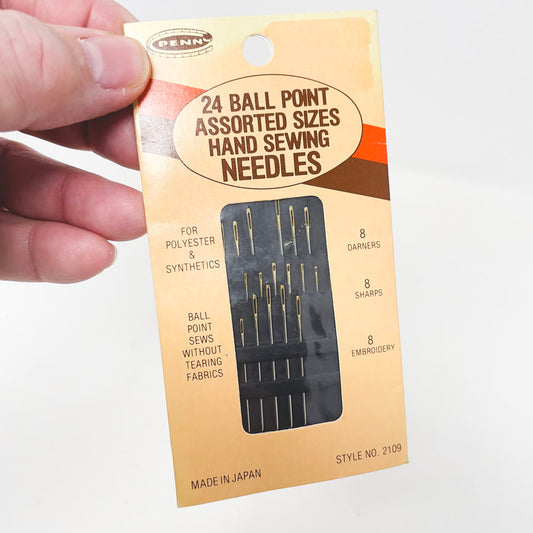 PENN
24 BALL POINT
ASSORTED SIZES
HAND SEWING
NEEDLES
FOR
POLYESTER
&
SYNTHETICS
BALL
POINT
SEWS
WITHOUT
TEARING
FABRICS
8
DARNERS
8
SHARPS
8
EMBROIDERY
MADE IN JAPAN
STYLE NO. 2109